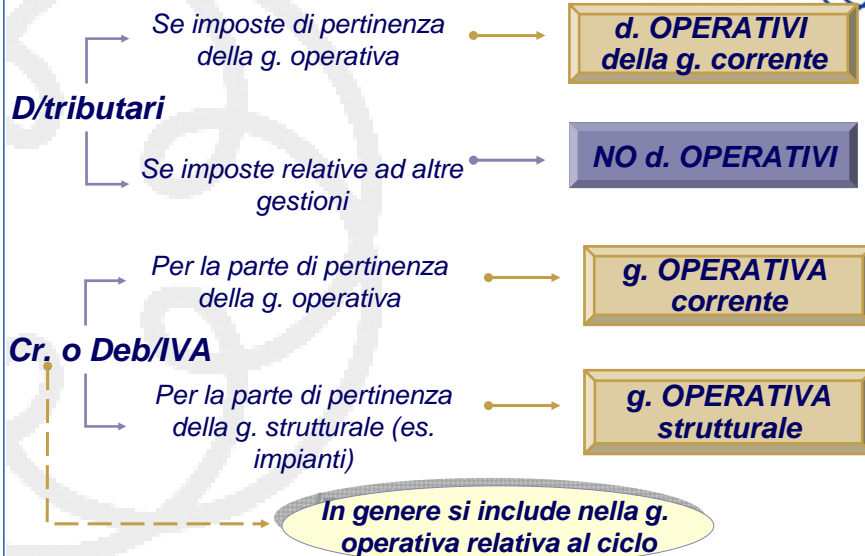 Se imposte di pertinenza
della g. operativa
d. OPERATIVI
della g. corrente
D/tributari
Se imposte relative ad altre
gestioni
NO d. OPERATIVI
Per la parte di pertinenza
della g. operativa
g. OPERATIVA
corrente
Cr. o Deb/IVA
Per la parte di pertinenza
della g. strutturale (es.
impianti)
g. OPERATIVA
strutturale
In genere si include nella g.
operativa relativa al ciclo